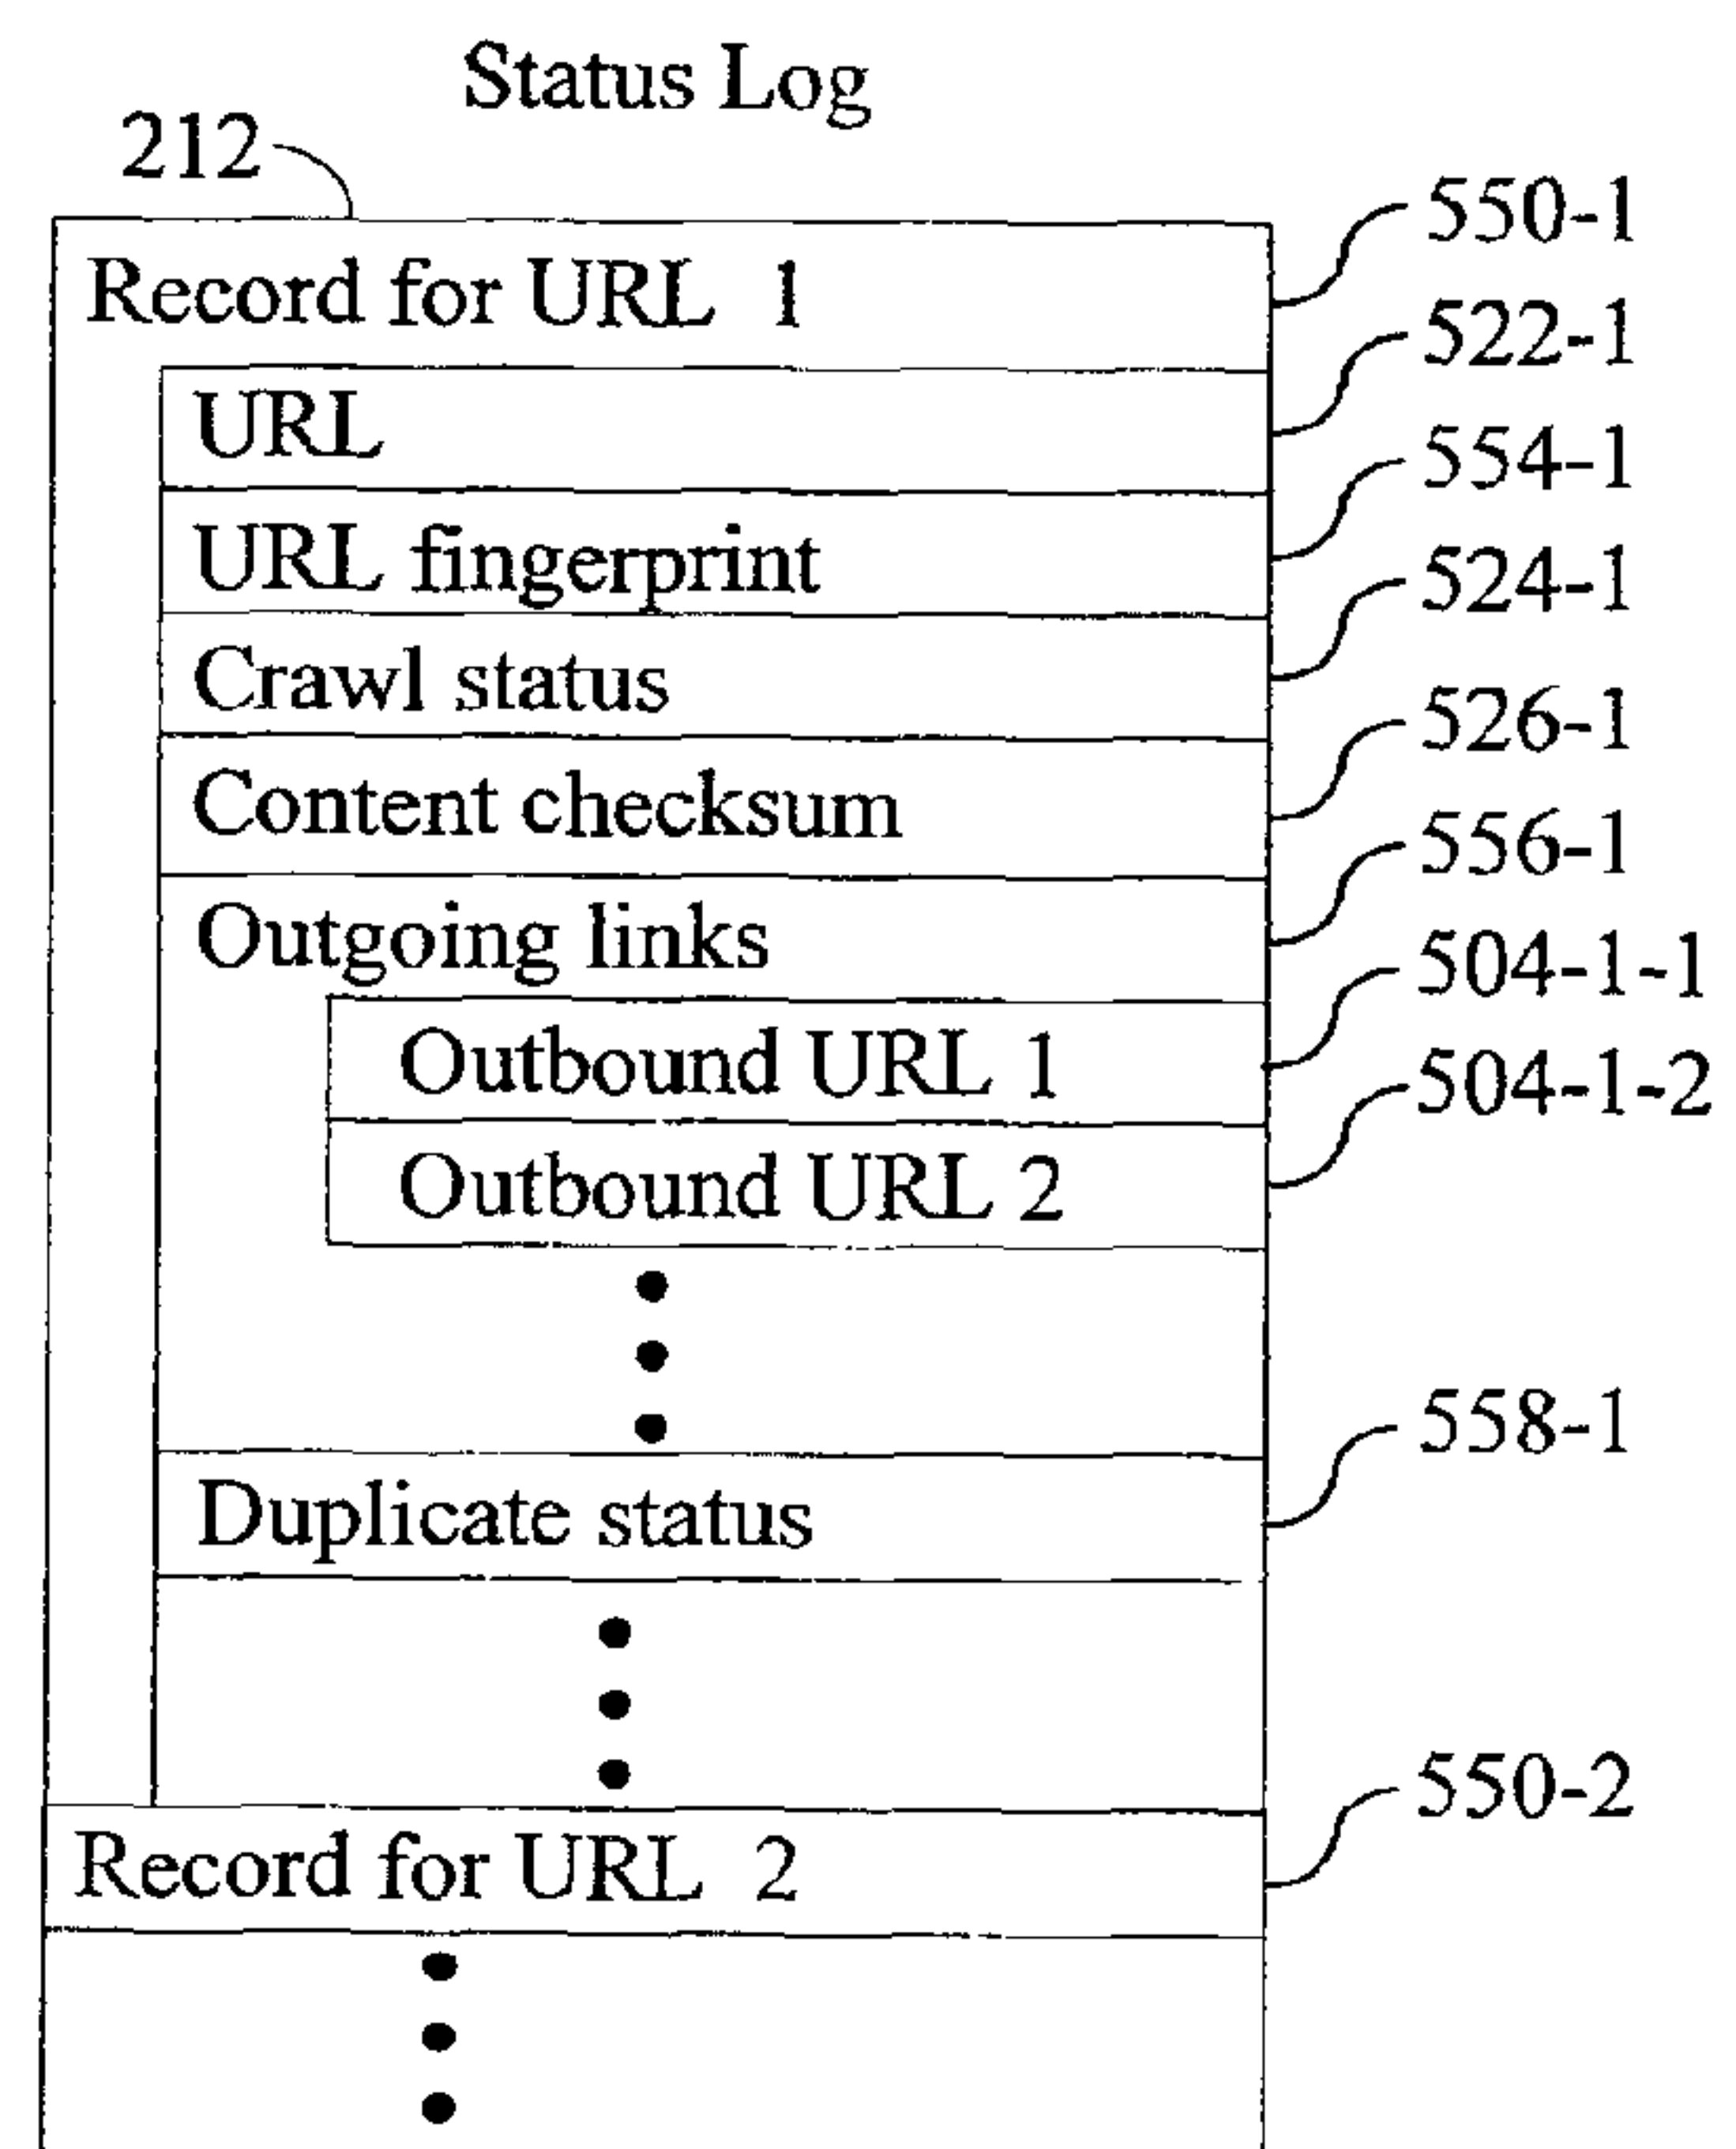 Status Log
212
550-1
Record for URL 1
522-1
URL
554-1
URL fingerprint
524-1
Crawl status
526-1
Content checksum
556-1
Outgoing links
504-1-1
Outbound URL 1
504-1-2
Outbound URL 2
558-1
Duplicate status
550-2
Record for URL 2